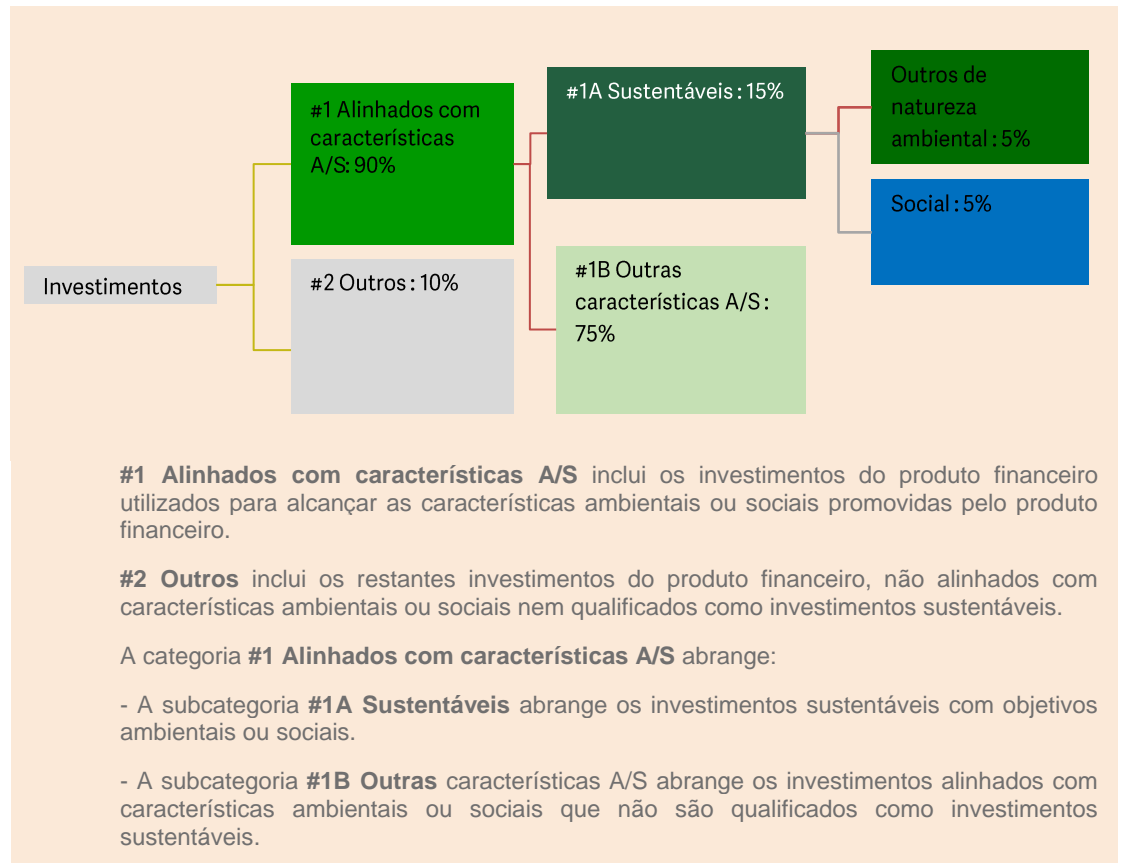 Investimentos
#1 Alinhados com
características
A/S: 90%
#2 Outros : 10%
#1A Sustentáveis : 15%
#1B Outras
características A/S :
75%
Outros de
natureza
ambiental : 5%
Social : 5%
#1 Alinhados com características A/S inclui os investimentos do produto financeiro
utilizados para alcançar as características ambientais ou sociais promovidas pelo produto
financeiro.
#2 Outros inclui os restantes investimentos do produto financeiro, não alinhados com
características ambientais ou sociais nem qualificados como investimentos sustentáveis.
A categoria #1 Alinhados com características A/S abrange:
- A subcategoria #1A Sustentáveis abrange os investimentos sustentáveis com objetivos
ambientais ou sociais.
- A subcategoria #1B Outras características A/S abrange os investimentos alinhados com
características ambientais ou sociais que não são qualificados como investimentos
sustentáveis.